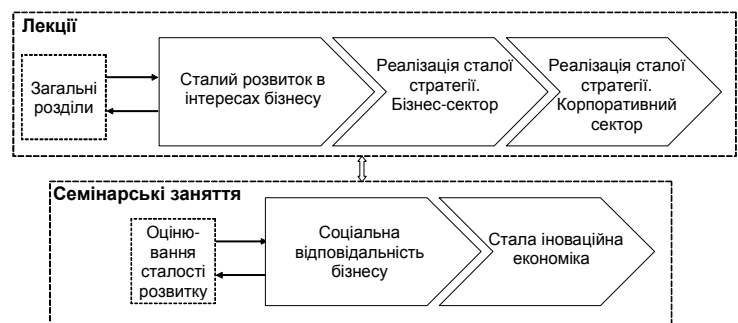 Лекції
Загальні
розділи
Сталий розвиток в
інтересах бізнесу
Реалізація сталої
стратегії.
Бізнес-сектор
Реалізація сталої
стратегії.
Корпоративний
сектор
Семінарські заняття
Оціню-
вання
сталості
розвитку
Соціальна
відповідальність
бізнесу
Стала іноваційна
економіка